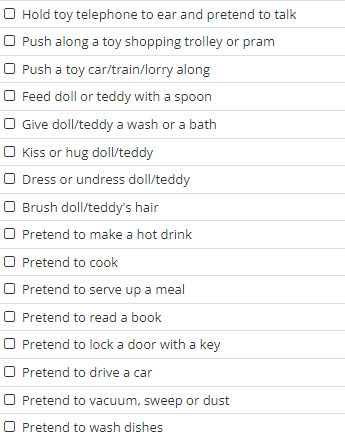 Hold toy telephone to ear and pretend to talk
Push along a toy shopping trolley or pram
Push a toy car/train/lorry along
Feed doll or teddy with a spoon
Give doll/teddy a wash or a bath
Kiss or hug doll/teddy
Dress or undress doll/teddy
Brush doll/teddy's hair
Pretend to make a hot drink
Pretend to cook
Pretend to serve up a meal
Pretend to read a book
Pretend to lock a door with a key
Pretend to drive a car
Pretend to vacuum, sweep or dust
Pretend to wash dishes